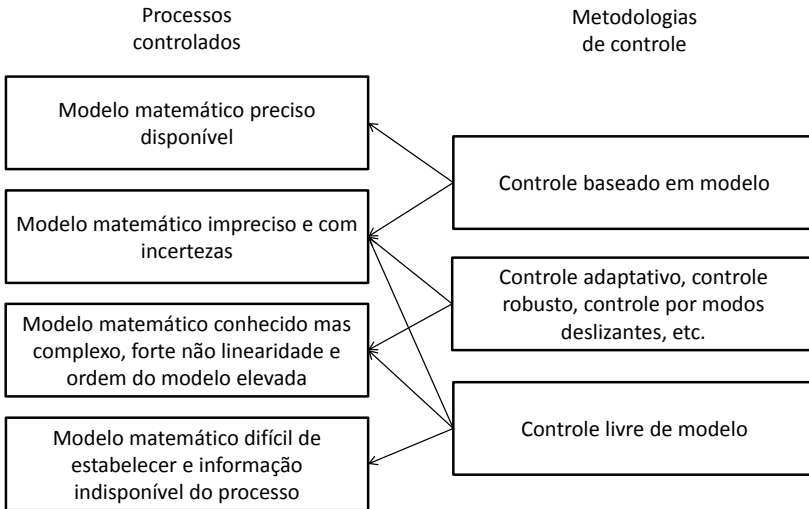 Processos
controlados
Metodologias
de controle
Modelo matemático preciso
disponível
Modelo matemático impreciso e com
incertezas
Modelo matemático conhecido mas
complexo, forte não linearidade e
ordem do modelo elevada
Modelo matemático difícil de
estabelecer e informação
indisponível do processo
Controle baseado em modelo
Controle adaptativo, controle
robusto, controle por modos
deslizantes, etc.
Controle livre de modelo